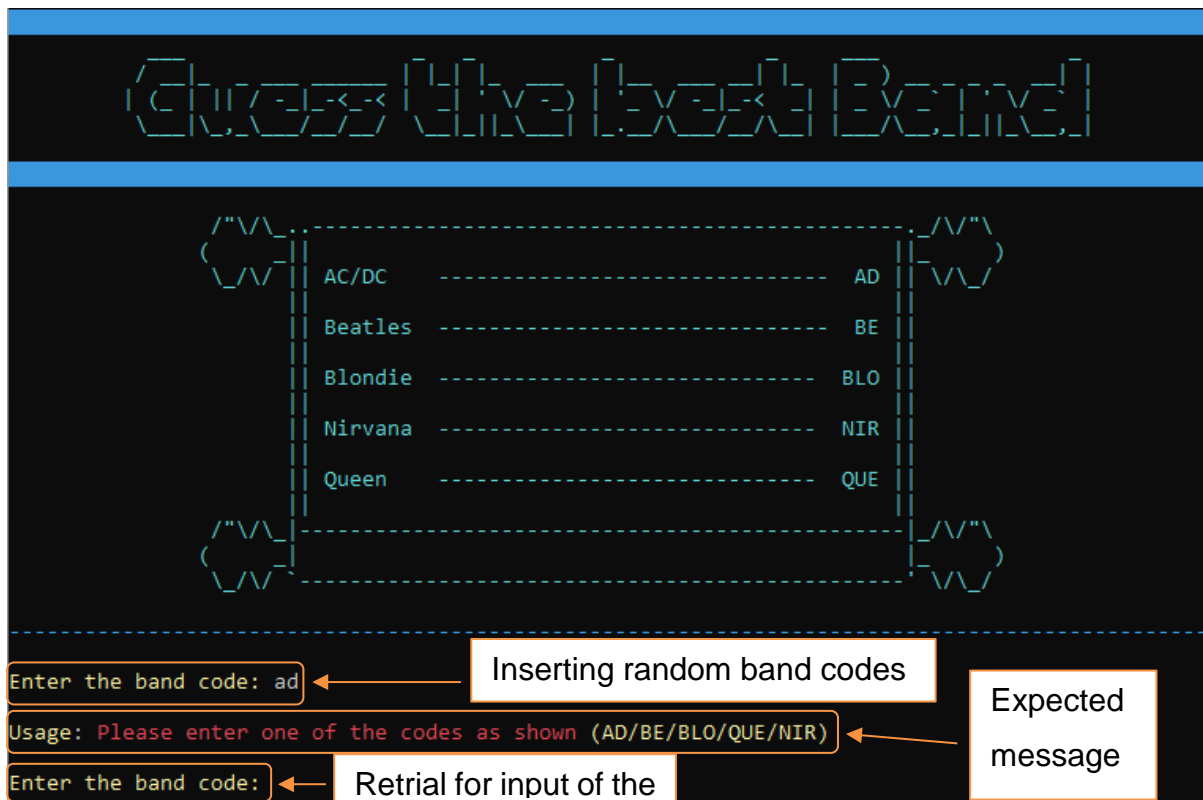 Guess the best Band
AC/DC ------------------------------- AD
Beatles ------------------------------- BE
Blondie ------------------------------ BLO
Nirvana ------------------------------ NIR
Queen ------------------------------ QUE
Enter the band code: ad
Inserting random band codes
Usage: Please enter one of the codes as shown (AD/BE/BLO/QUE/NIR)
Expected
message
Enter the band code:
Retrial for input of the